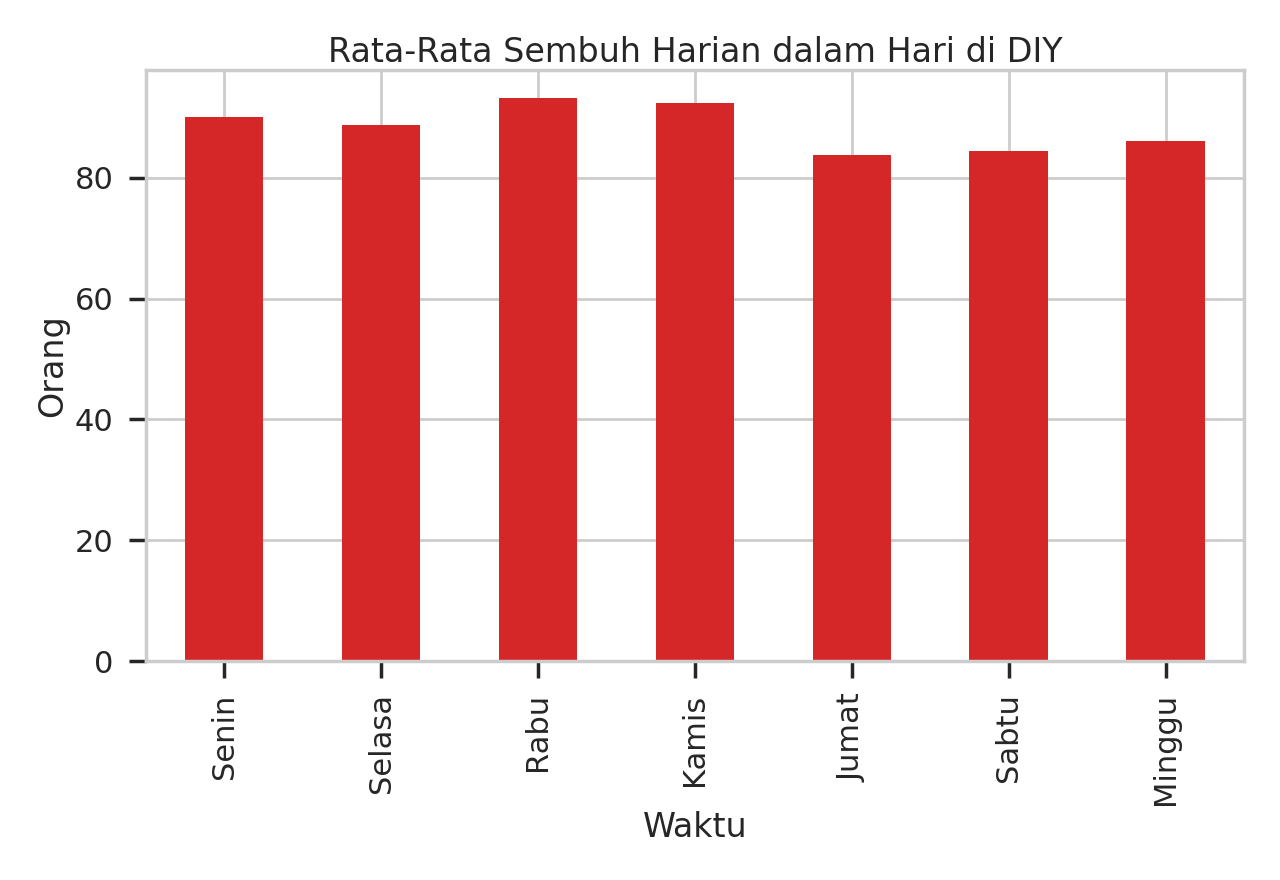 Rata-Rata Sembuh Harian dalam Hari di DIY
Orang
80
60
40
20
0
Senin
Selasa
Rabu
Kamis
Jumat
Sabtu
Minggu
Waktu